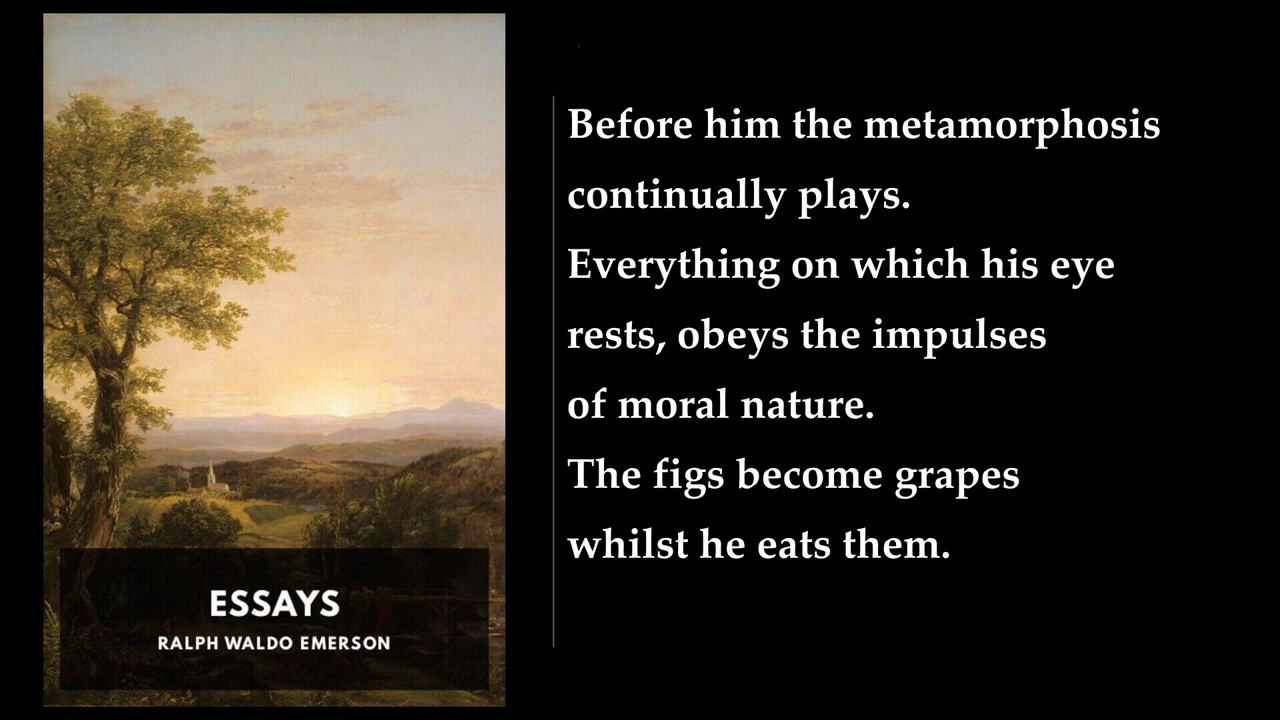 ESSAYS
RALPH WALDO EMERSON
Before him the metamorphosis
continually plays.
Everything on which his eye
rests, obeys the impulses
of moral nature.
The figs become grapes
whilst he eats them.